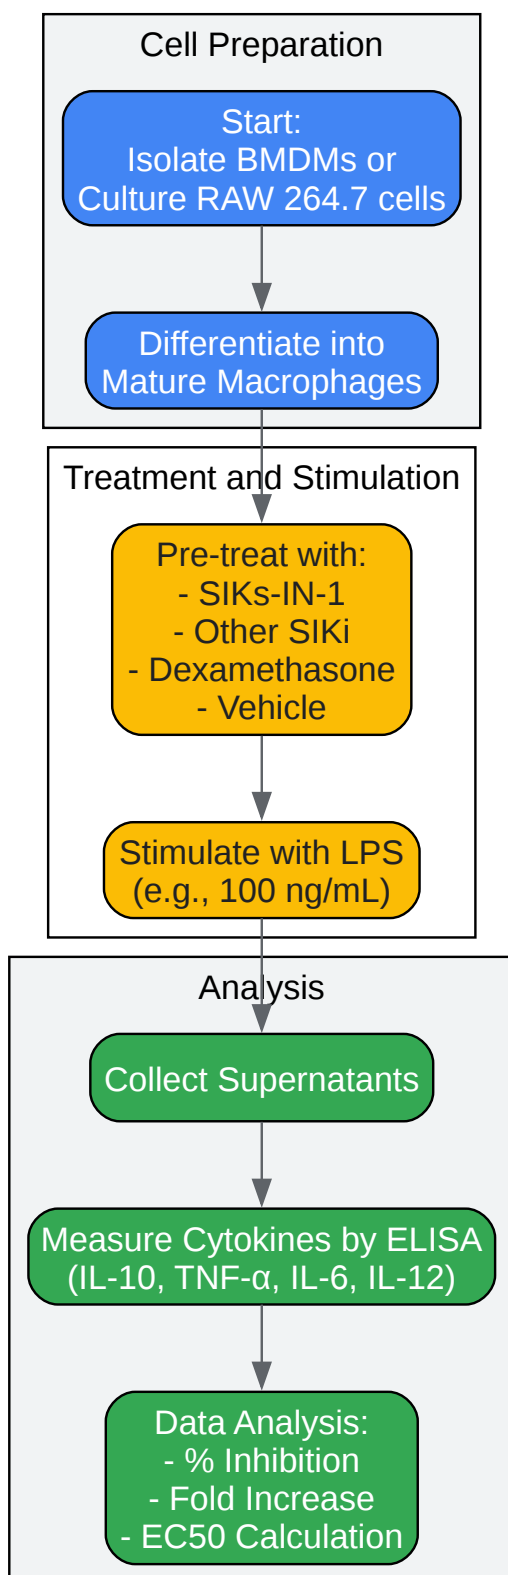 Cell Preparation
Start:
Isolate BMDMs or
Culture RAW 264.7 cells
Differentiate into
Mature Macrophages
Treatment and Stimulation
Pre-treat with:
- SIKs-IN-1
- Other SIKi
- Dexamethasone
- Vehicle
Stimulate with LPS
(e.g., 100 ng/mL)
Analysis
Collect Supernatants
Measure Cytokines by ELISA
(IL-10, TNF-α, IL-6, IL-12)
Data Analysis:
- % Inhibition
- Fold Increase
- EC50 Calculation